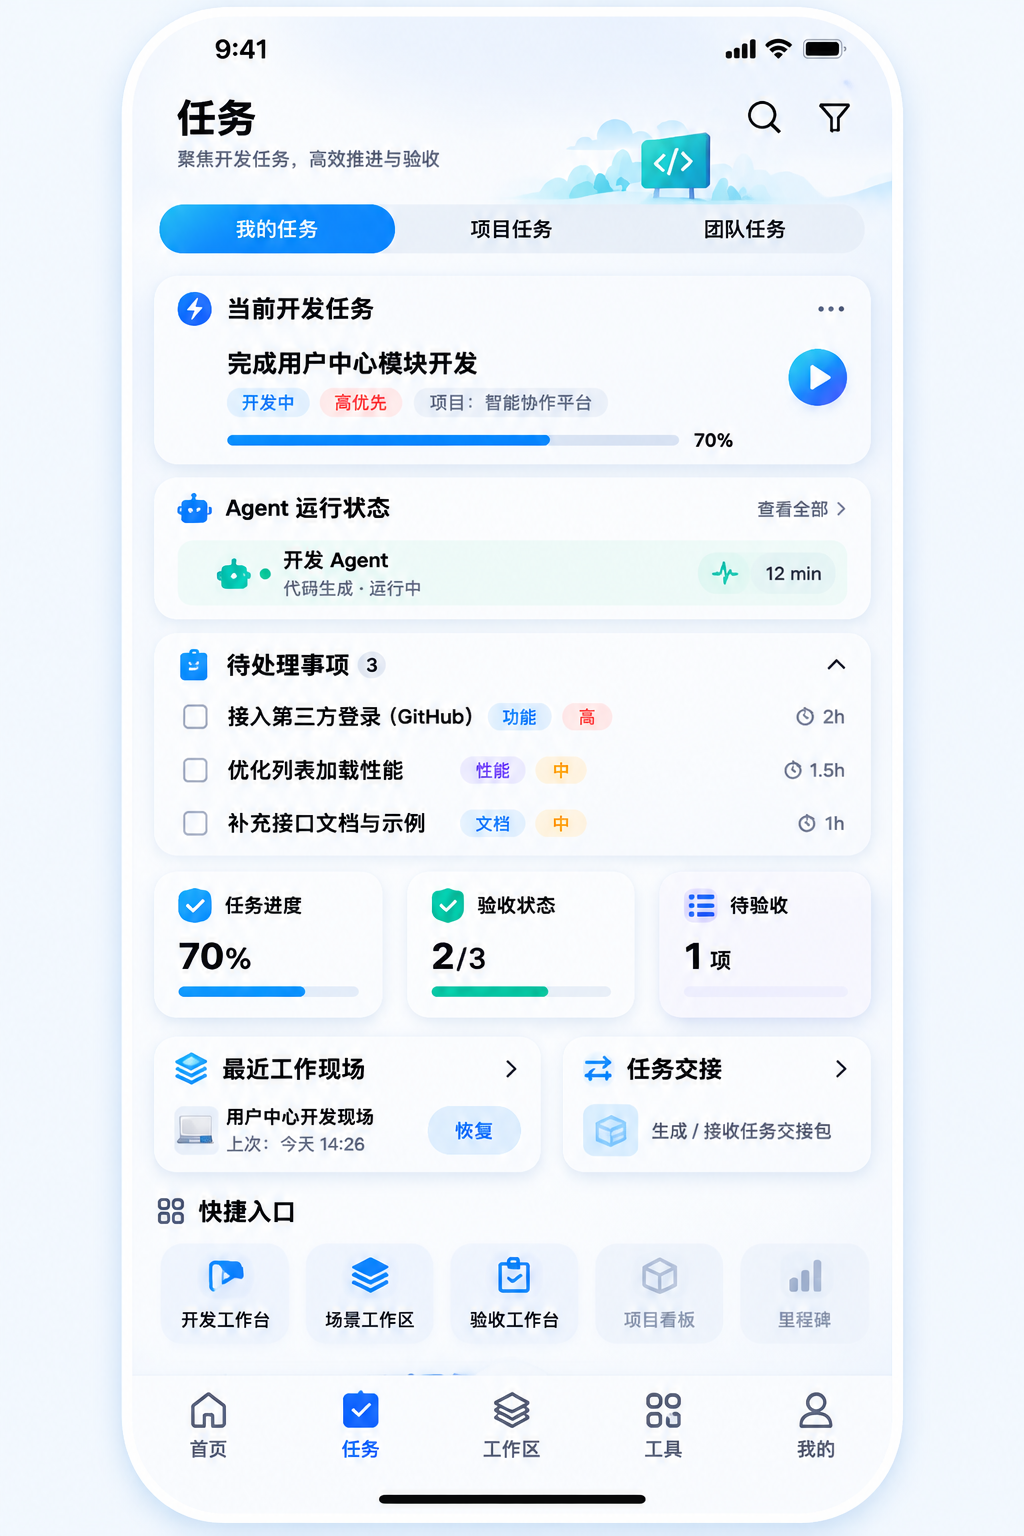 9:41
任务
聚焦开发任务，高效推进与验收
</>
我的任务 项目任务 团队任务
当前开发任务
完成用户中心模块开发
开发中 高优先 项目：智能协作平台
70%
Agent 运行状态 查看全部
开发 Agent
代码生成 · 运行中
12 min
待处理事项 3
接入第三方登录（GitHub） 功能 高 2h
优化列表加载性能 性能 中 1.5h
补充接口文档与示例 文档 中 1h
任务进度 验收状态 待验收
70% 2/3 1 项
最近工作现场 任务交接
用户中心开发现场
上次：今天 14:26
恢复
生成 / 接收任务交接包
快捷入口
开发工作台 场景工作区 验收工作台 项目看板 里程碑
首页 任务 工作区 工具 我的